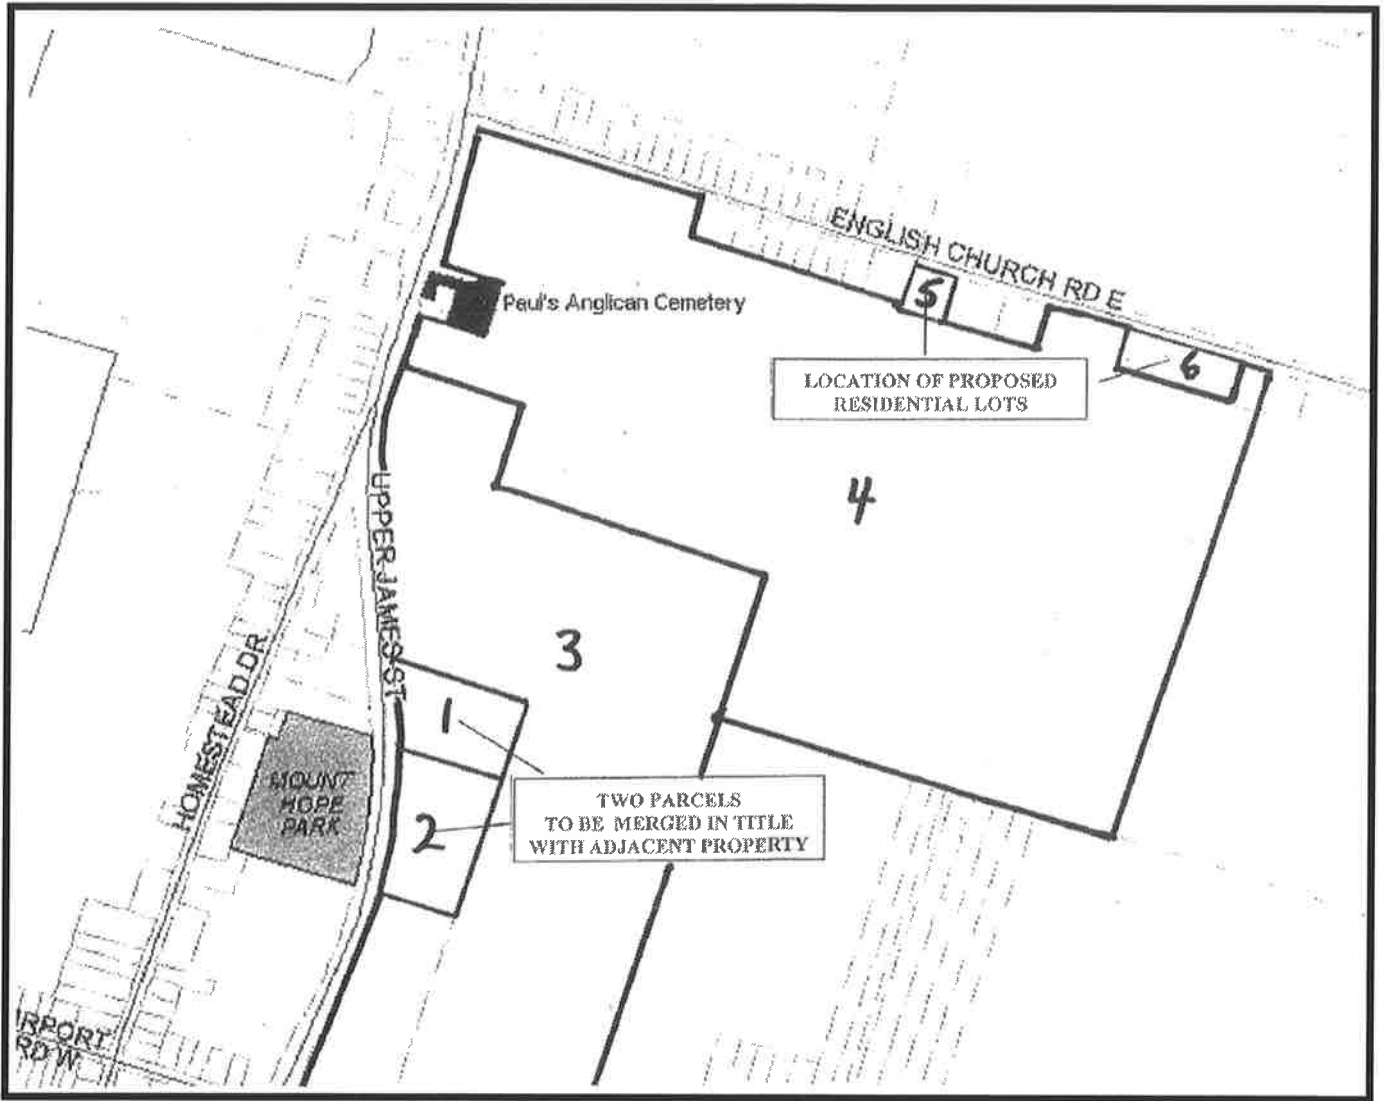 ENGLISH CHURCH RD E
Paul's Anglican Cemetery
5
6
LOCATION OF PROPOSED
RESIDENTIAL LOTS
4
UPPER JAMES ST
3
HOMESTEAD DR
1
MOUNT
HOPE
PARK
2
TWO PARCELS
TO BE MERGED IN TITLE
WITH ADJACENT PROPERTY
IRPORT
RD W